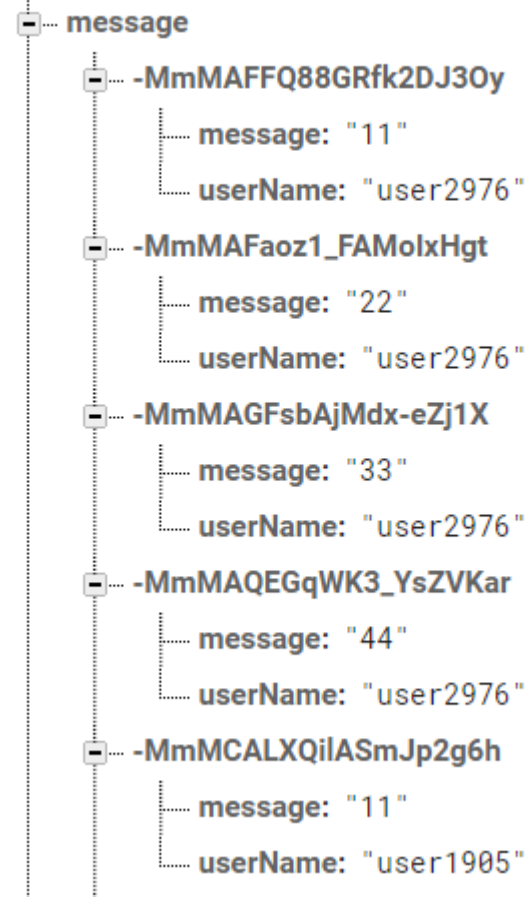 message
-MmMAFFQ88GRfk2DJ3Oy
message: "11"
userName: "user2976"
-MmMAFaoz1_FAMolxHgt
message: "22"
userName: "user2976"
-MmMAGFsbAjMdx-eZj1X
message: "33"
userName: "user2976"
-MmMAQEGqWK3_YsZVKar
message: "44"
userName: "user2976"
-MmMCALXQilASmJp2g6h
message: "11"
userName: "user1905"